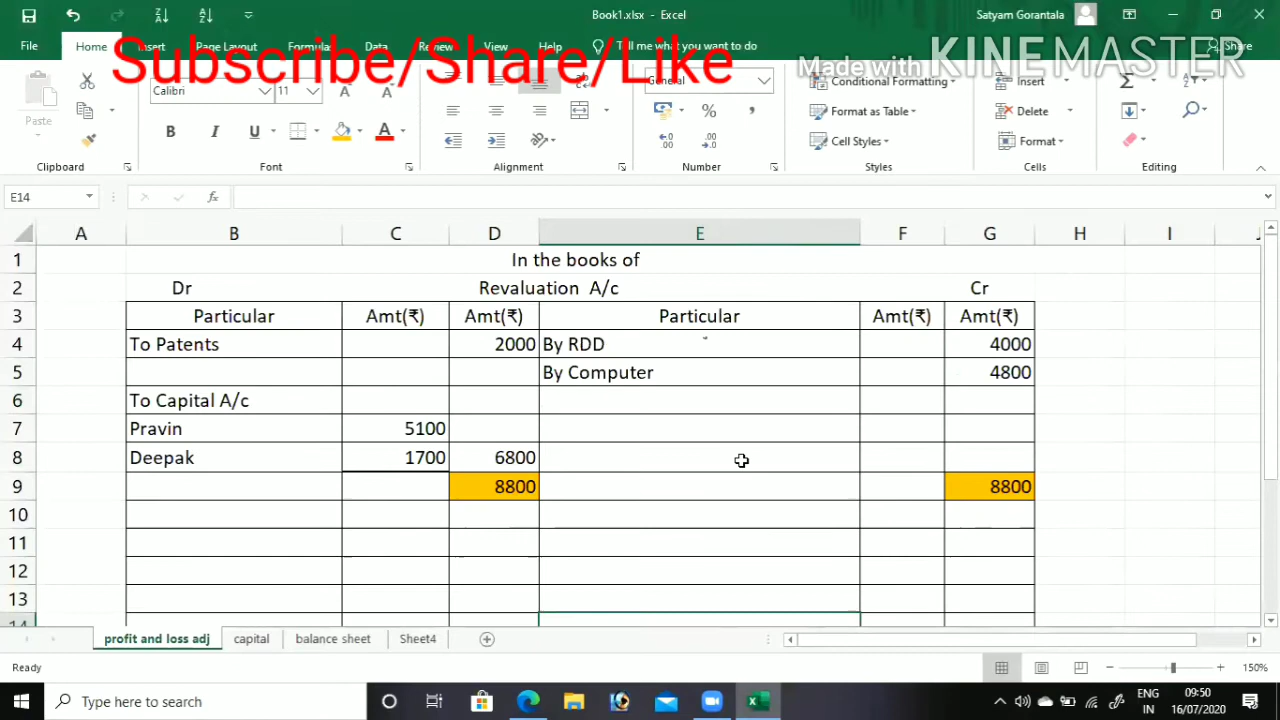 Book1.xlsx - Excel
Satyam Gorantala
File Home Insert Page Layout Formulas Data Review View Help Tell me what you want to do Share
Subscribe/Share/Like
Made with KINEMASTER
Paste
Calibri 11
General
Conditional Formatting
Format as Table
Cell Styles
Insert
Delete
Format
Clipboard Font Alignment Number Styles Cells Editing
E14 fx
A B C D E F G H I J
1 In the books of
2 Dr Revaluation A/c Cr
3 Particular Amt(₹) Amt(₹) Particular Amt(₹) Amt(₹)
4 To Patents 2000 By RDD 4000
5 By Computer 4800
6 To Capital A/c
7 Pravin 5100
8 Deepak 1700 6800
9 8800 8800
10
11
12
13
14
profit and loss adj capital balance sheet Sheet4
Ready 150%
Type here to search
ENG 09:50
IN 16/07/2020